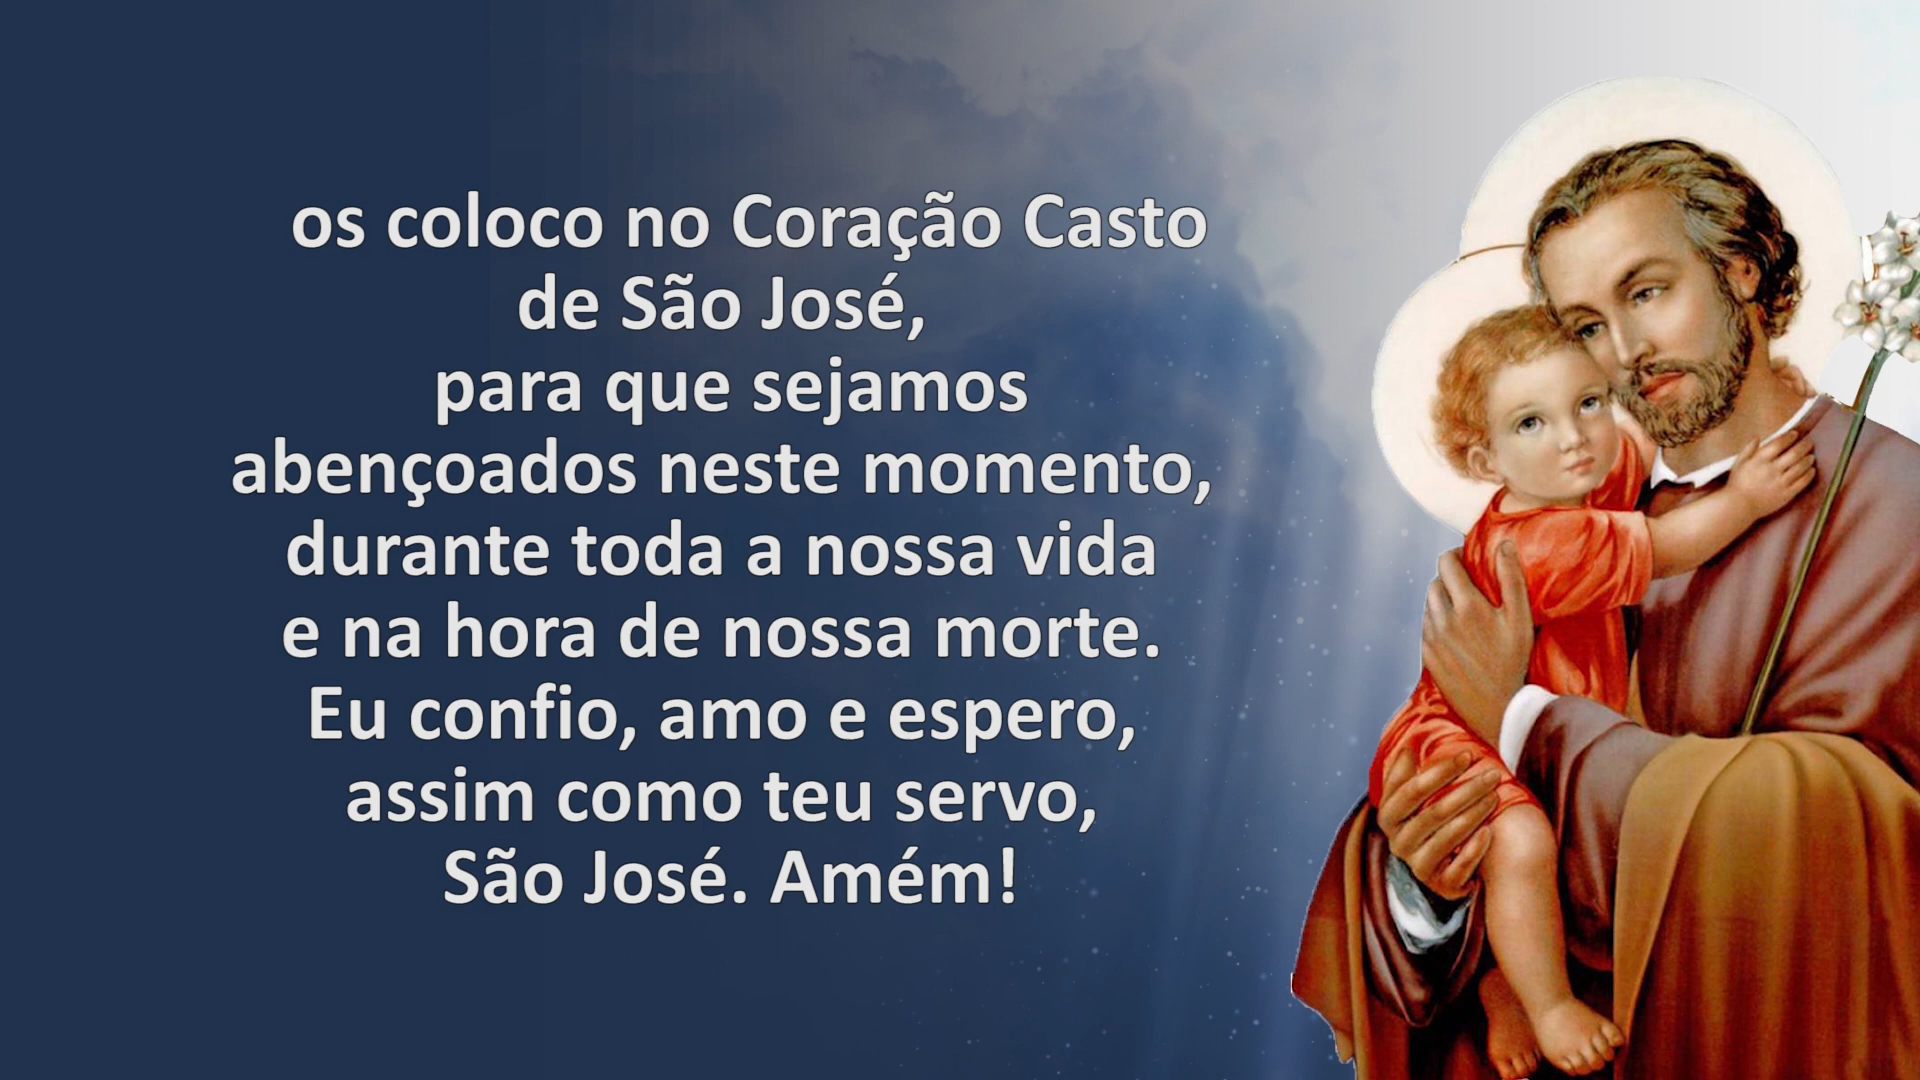 os coloco no Coração Casto
de São José,
para que sejamos
abençoados neste momento,
durante toda a nossa vida
e na hora de nossa morte.
Eu confio, amo e espero,
assim como teu servo,
São José. Amém!